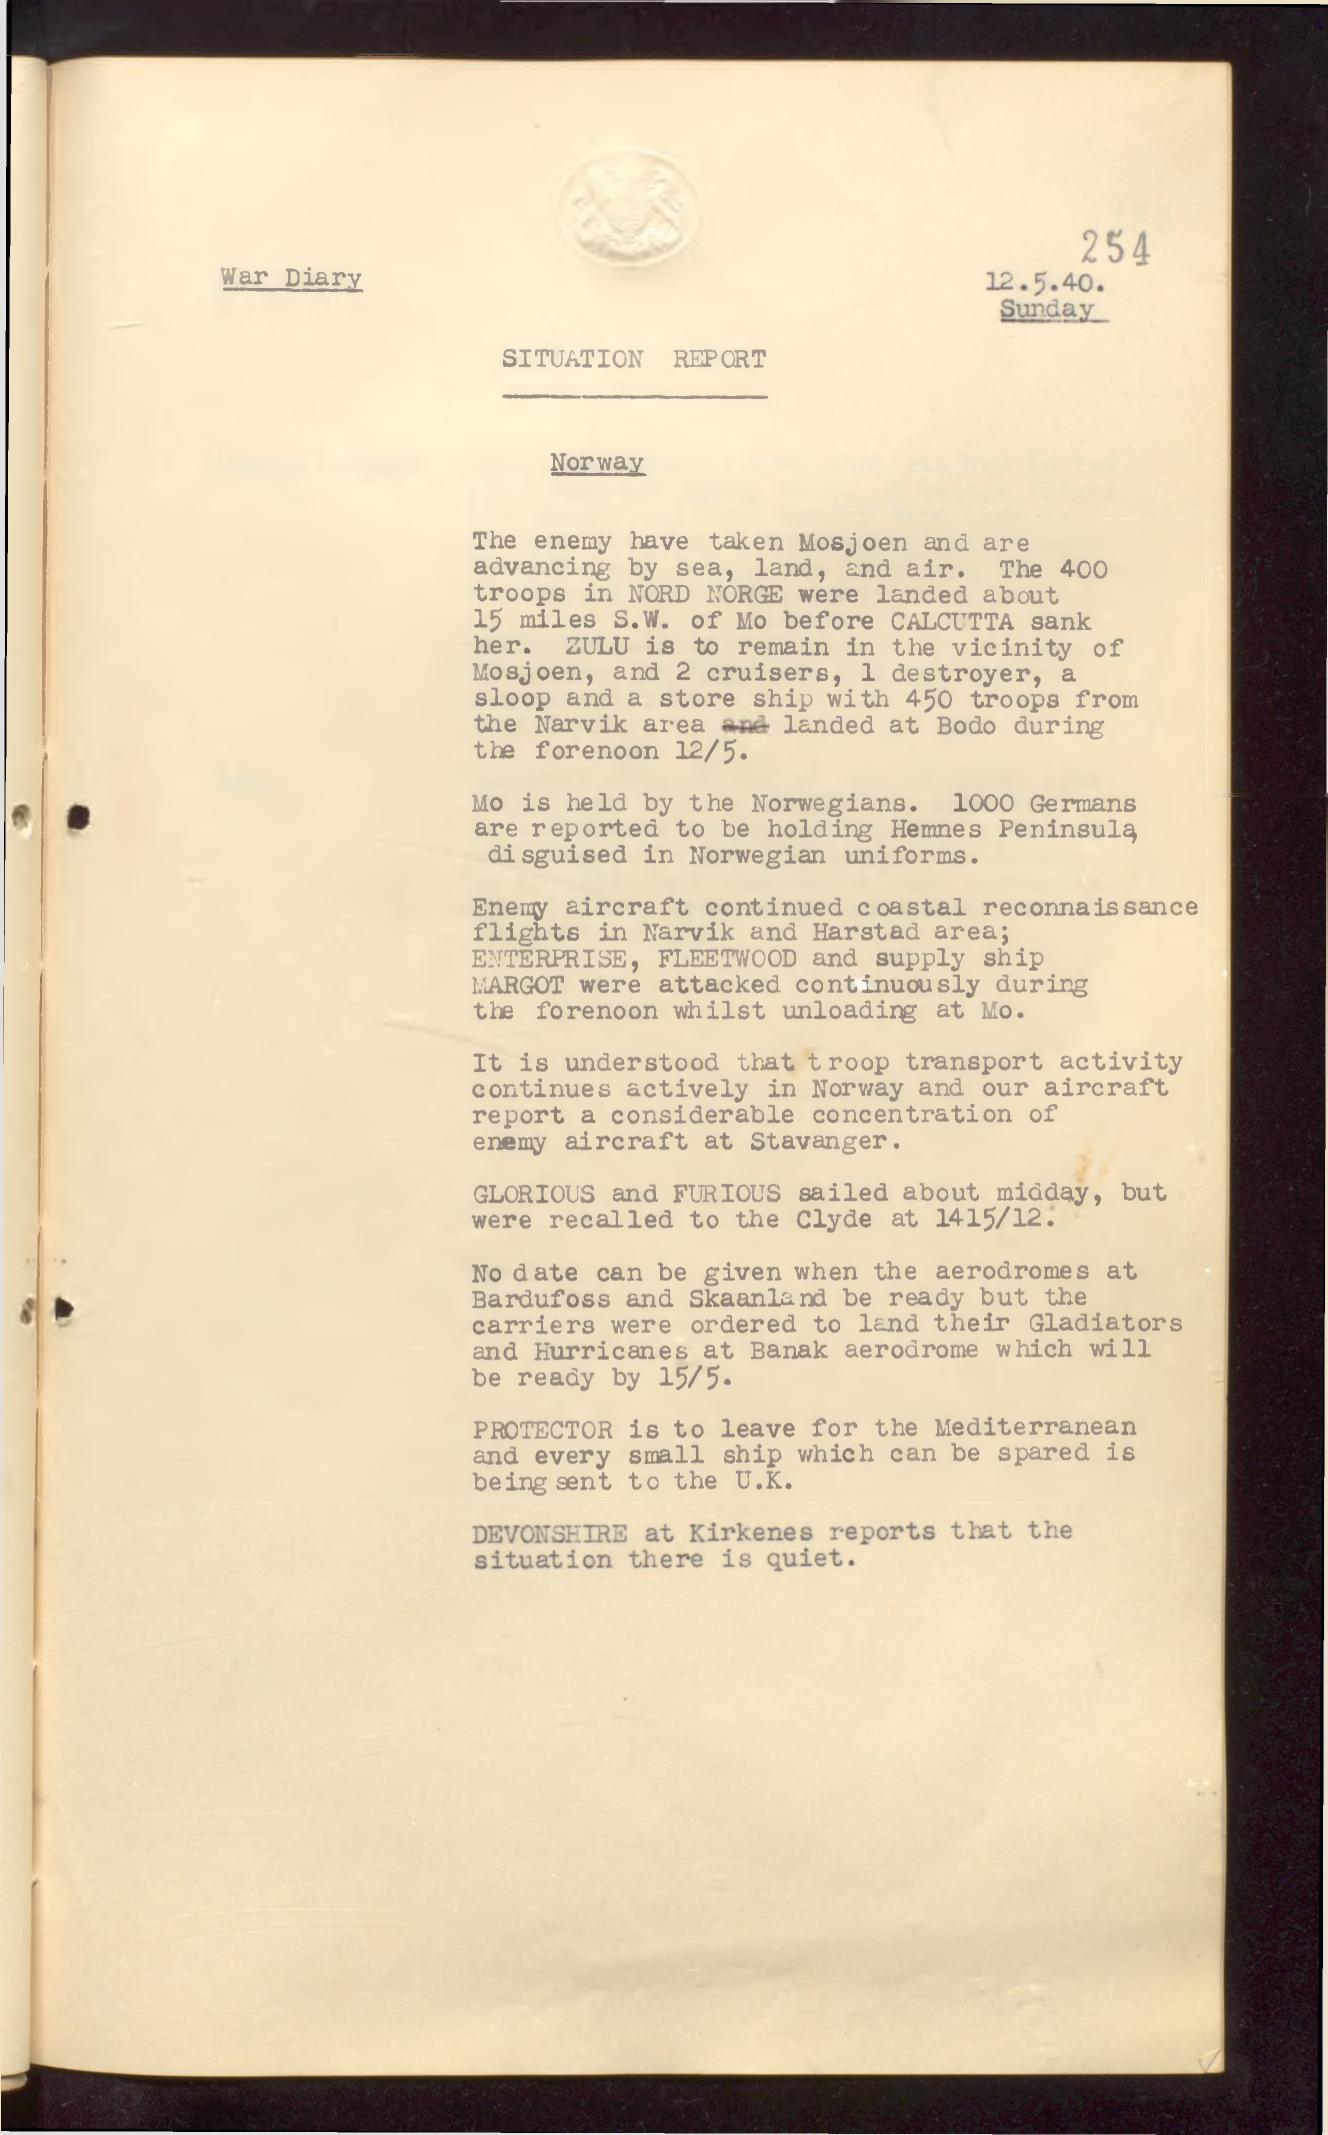 254
War Diary
12.5.40.
Sunday
SITUATION REPORT
Norway
The enemy have taken Mosjoen and are
advancing by sea, land, and air. The 400
troops in NORD NORGE were landed about
15 miles S.W. of Mo before CALCUTTA sank
her. ZULU is to remain in the vicinity of
Mosjoen, and 2 cruisers, 1 destroyer, a
sloop and a store ship with 450 troops from
the Narvik area and landed at Bodo during
the forenoon 12/5.
Mo is held by the Norwegians. 1000 Germans
are reported to be holding Hemnes Peninsula,
disguised in Norwegian uniforms.
Enemy aircraft continued coastal reconnaissance
flights in Narvik and Harstad area;
ENTERPRISE, FLEETWOOD and supply ship
MARGOT were attacked continuously during
the forenoon whilst unloading at Mo.
It is understood that troop transport activity
continues actively in Norway and our aircraft
report a considerable concentration of
enemy aircraft at Stavanger.
GLORIOUS and FURIOUS sailed about midday, but
were recalled to the Clyde at 1415/12.
No date can be given when the aerodromes at
Bardufoss and Skaanland be ready but the
carriers were ordered to land their Gladiators
and Hurricanes at Banak aerodrome which will
be ready by 15/5.
PROTECTOR is to leave for the Mediterranean
and every small ship which can be spared is
being sent to the U.K.
DEVONSHIRE at Kirkenes reports that the
situation there is quiet.